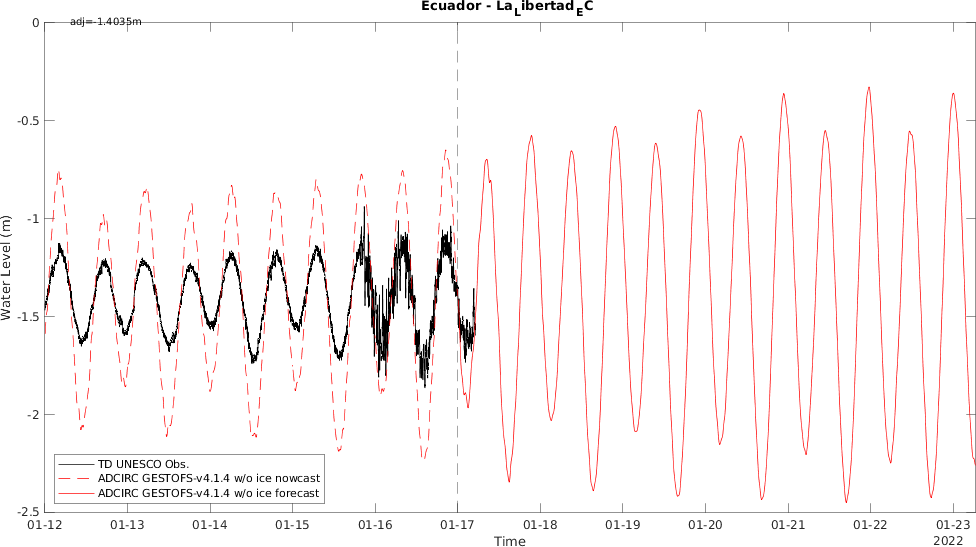 Ecuador - LaLibertadEC
adj=-1.4035m
0
-0.5
-1
-1.5
-2
-2.5
Water Level (m)
TD UNESCO Obs.
ADCIRC GESTOFS-v4.1.4 w/o ice nowcast
ADCIRC GESTOFS-v4.1.4 w/o ice forecast
01-12 01-13 01-14 01-15 01-16 01-17 01-18 01-19 01-20 01-21 01-22 01-23
Time
2022